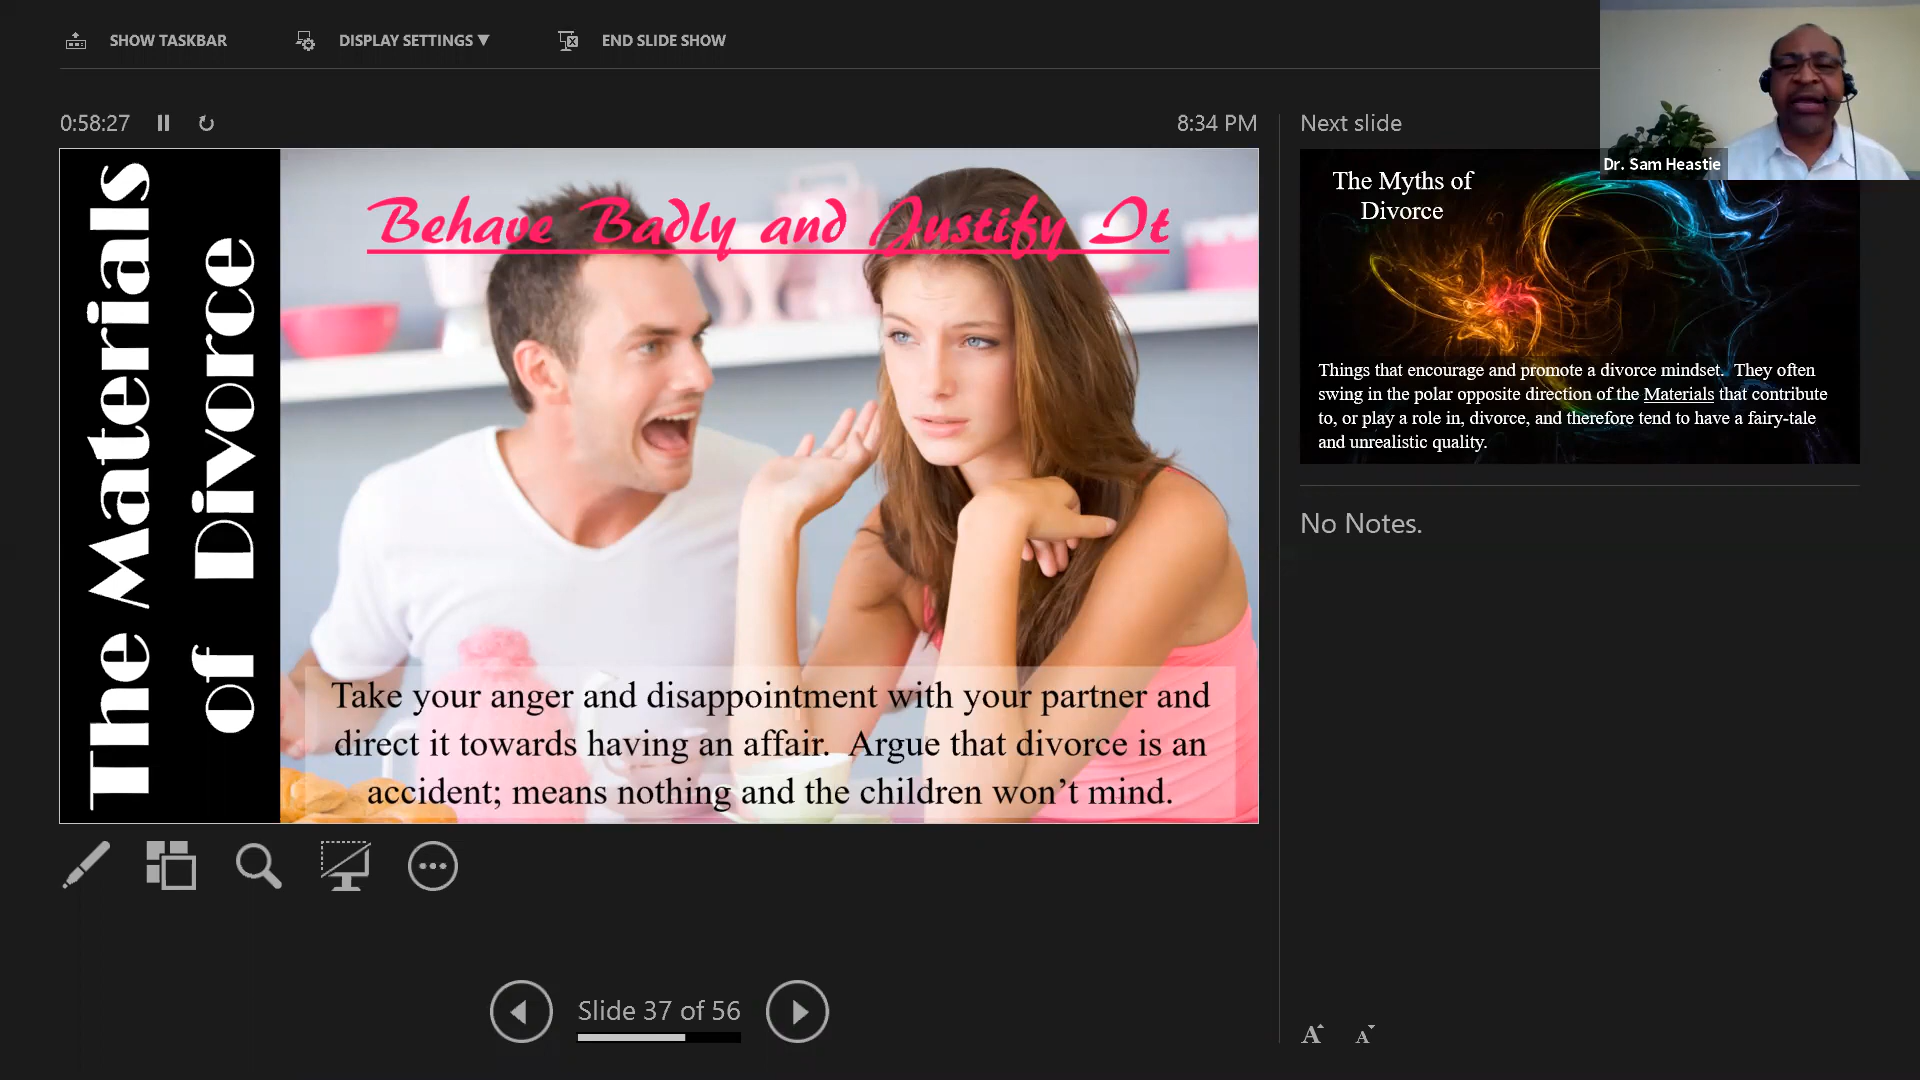 SHOW TASKBAR
DISPLAY SETTINGS ▼
END SLIDE SHOW
0:58:27
8:34 PM
Next slide
Dr. Sam Heastie
The Materials
of Divorce
Behave Badly and Justify It
Take your anger and disappointment with your partner and
direct it towards having an affair.  Argue that divorce is an
accident; means nothing and the children won’t mind.
The Myths of
Divorce
Things that encourage and promote a divorce mindset.  They often
swing in the polar opposite direction of the Materials that contribute
to, or play a role in, divorce, and therefore tend to have a fairy-tale
and unrealistic quality.
No Notes.
Slide 37 of 56
A A